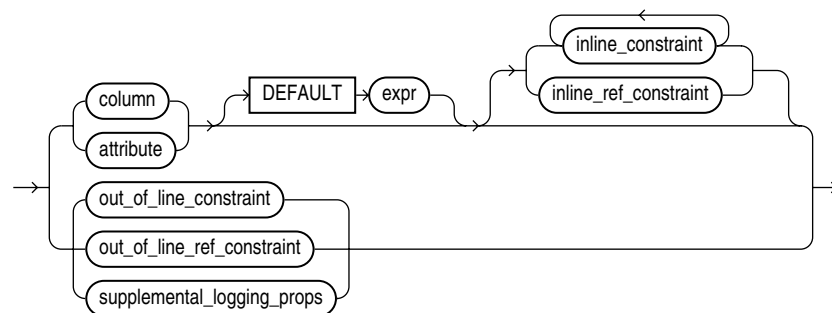 inline_constraint
column
DEFAULT
expr
inline_ref_constraint
attribute
out_of_line_constraint
out_of_line_ref_constraint
supplemental_logging_props